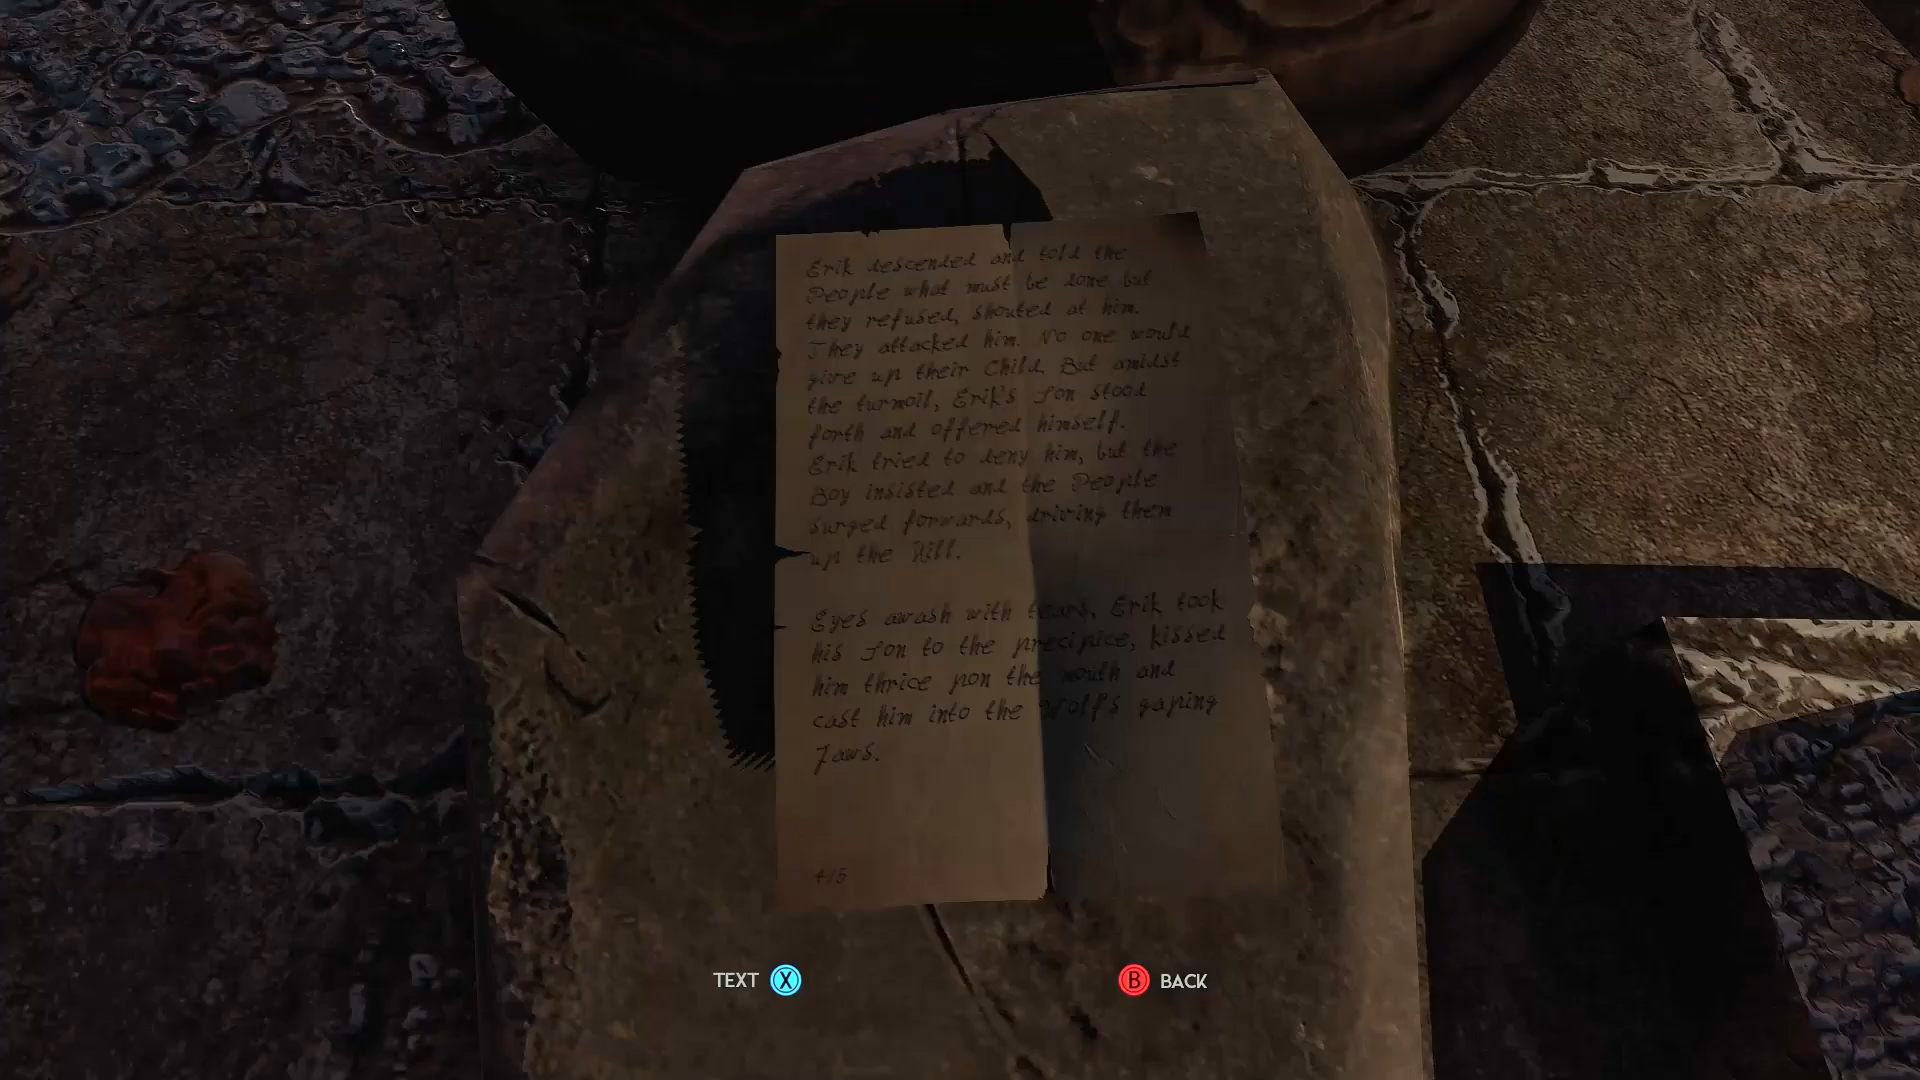 Erik descended and told the
People what must be done but
they refused, shouted at him.
They attacked him. No one would
give up their Child. But amidst
the turmoil, Erik's Son stood
forth and offered himself.
Erik tried to deny him, but the
Boy insisted and the People
surged forwards, driving them
up the Hill.
Eyes awash with tears, Erik took
his Son to the precipice, kissed
him thrice pon the mouth and
cast him into the Wolf's gaping
Jaws.
4/5
TEXT X
B BACK